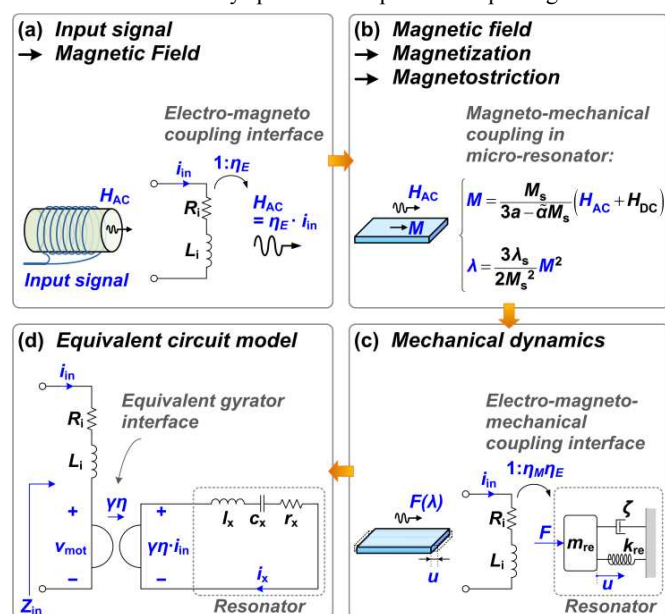 (a) Input signal
→ Magnetic Field
Electro-magneto
coupling interface
i_in
1:η_E
H_AC
R_i
H_AC
= η_E · i_in
L_i
Input signal
(b) Magnetic field
→ Magnetization
→ Magnetostriction
Magneto-mechanical
coupling in
micro-resonator:
H_AC
M
M = M_s / (3a − α̃M_s) (H_AC + H_DC)
λ = 3λ_s / 2M_s² M²
(d) Equivalent circuit model
i_in
Equivalent gyrator
interface
R_i
L_i
γη
l_x c_x r_x
+
v_mot
−
+
γη·i_in
−
i_x
Z_in
Resonator
(c) Mechanical dynamics
Electro-magneto-
mechanical
coupling interface
1:η_Mη_E
F(λ)
i_in
R_i
L_i
u
F
m_re
ζ
k_re
u
Resonator